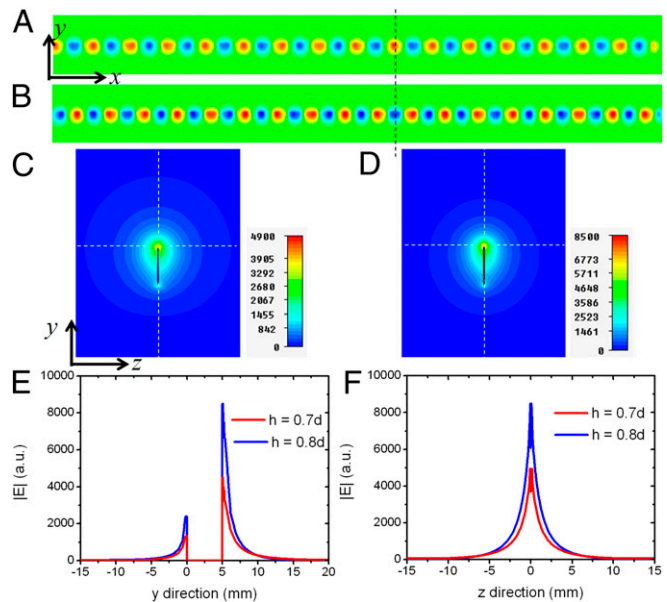 A
y
x
B
C
D
4900
3905
3292
2680
2067
1455
842
0
8500
6773
5711
4648
3586
2523
1461
0
y
z
E
F
10000
8000
6000
4000
2000
0
|E| (a.u.)
h = 0.7d
h = 0.8d
-15 -10 -5 0 5 10 15 20
y direction (mm)
10000
8000
6000
4000
2000
0
|E| (a.u.)
h = 0.7d
h = 0.8d
-15 -10 -5 0 5 10 15
z direction (mm)